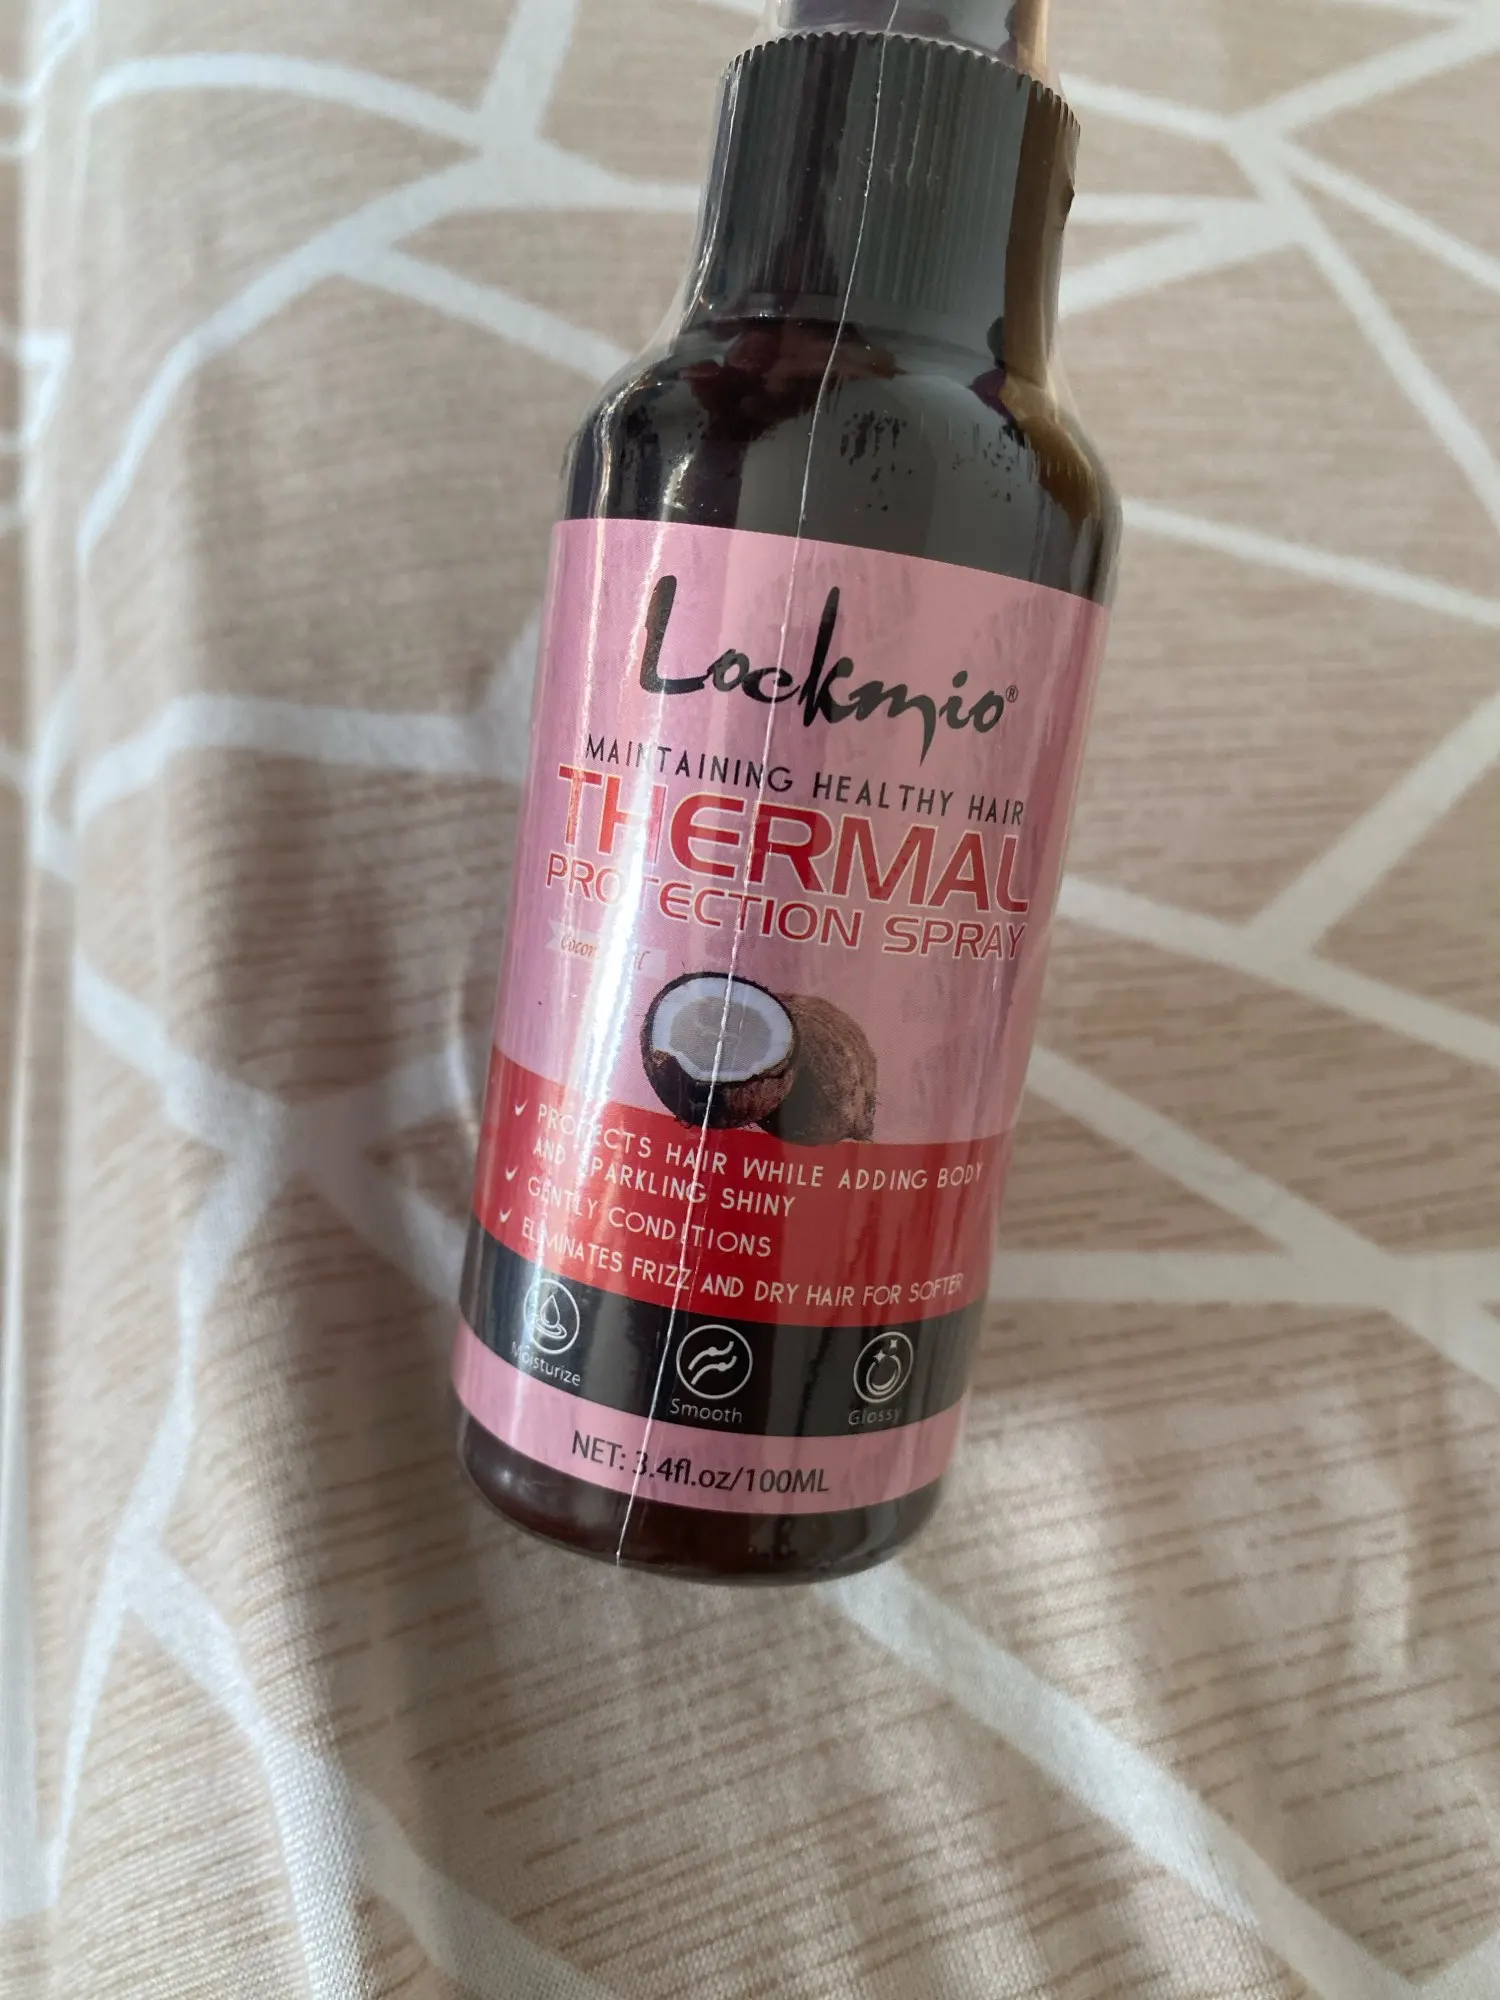 Lockmio®
MAINTAINING HEALTHY HAIR
THERMAL
PROTECTION SPRAY
PROTECTS HAIR WHILE ADDING BODY
AND SPARKLING SHINY
GENTLY CONDITIONS
ELIMINATES FRIZZ AND DRY HAIR FOR SOFTER
Moisturize
Smooth
Glossy
NET: 3.4fl.oz/100ML